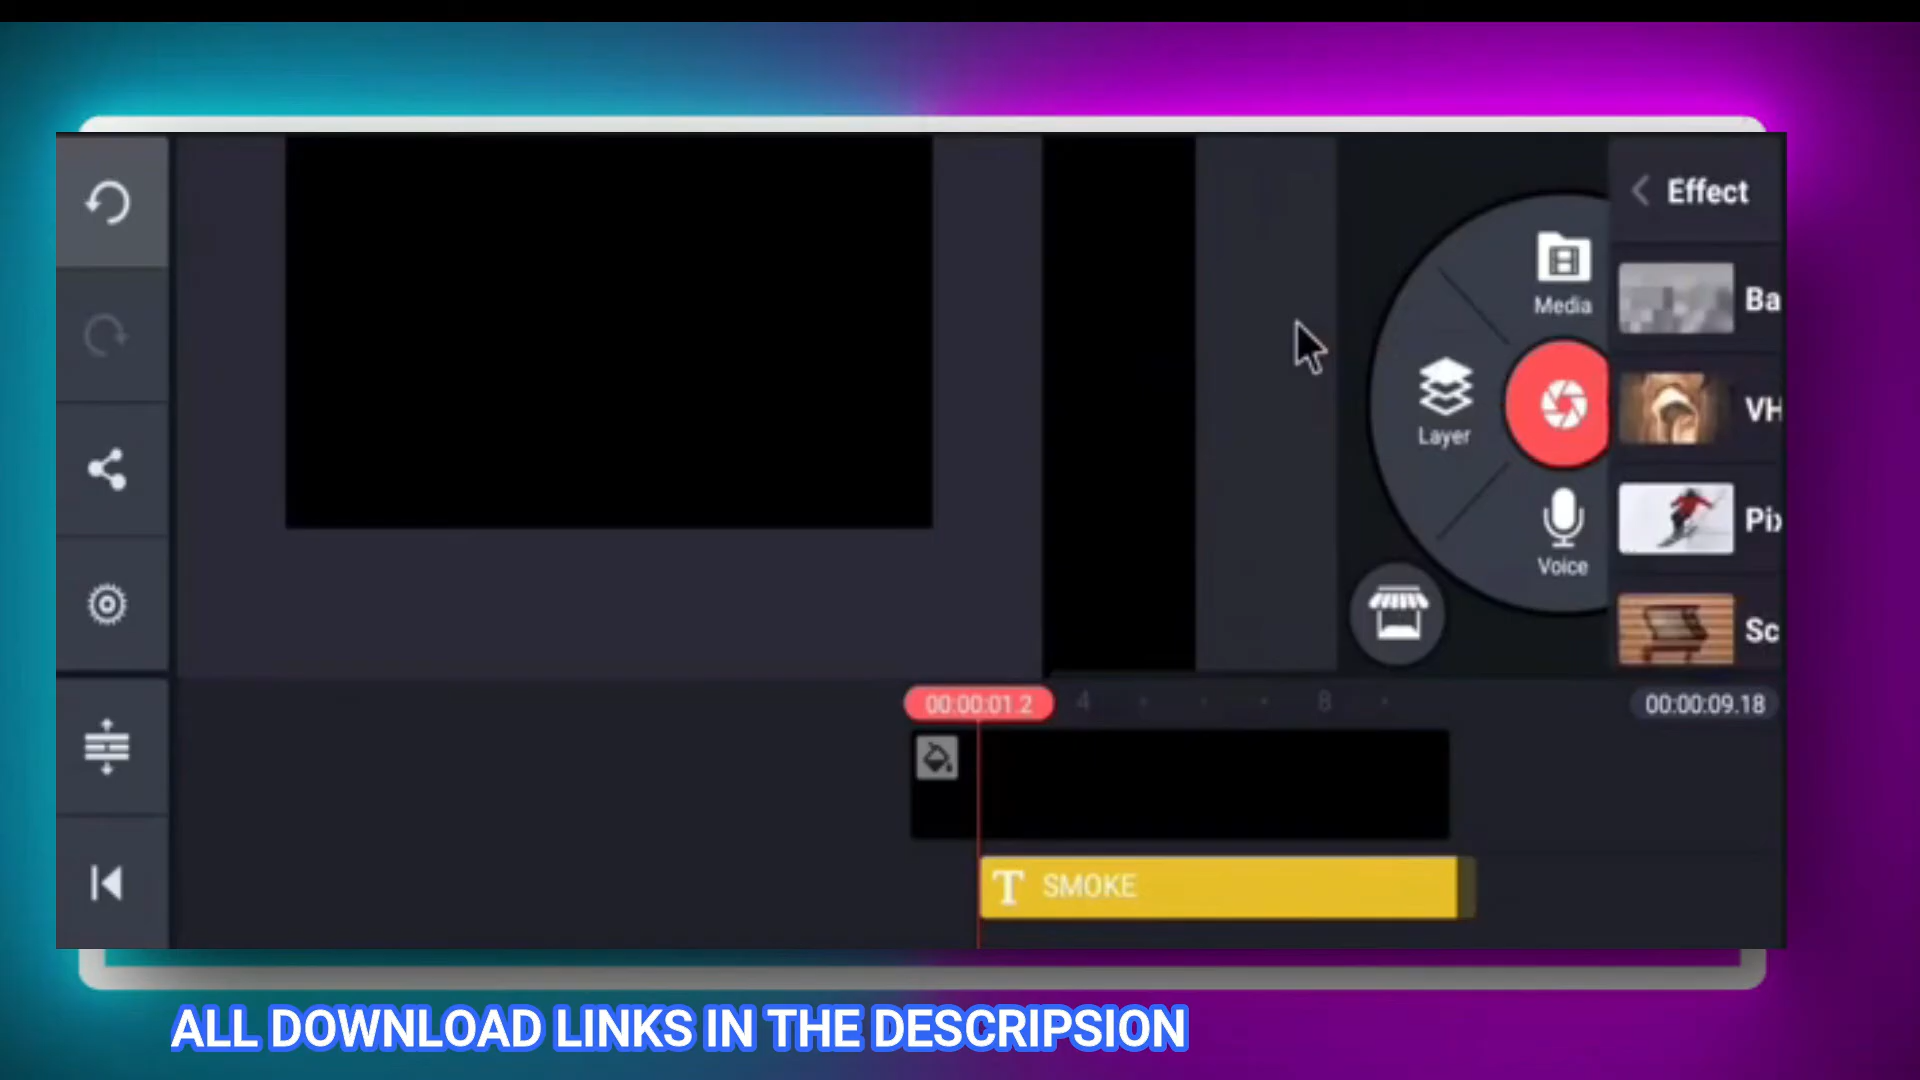 Effect
Media
Ba
VH
Layer
Pix
Voice
Sc
00:00:01.2
4
8
00:00:09.18
T SMOKE
ALL DOWNLOAD LINKS IN THE DESCRIPSION